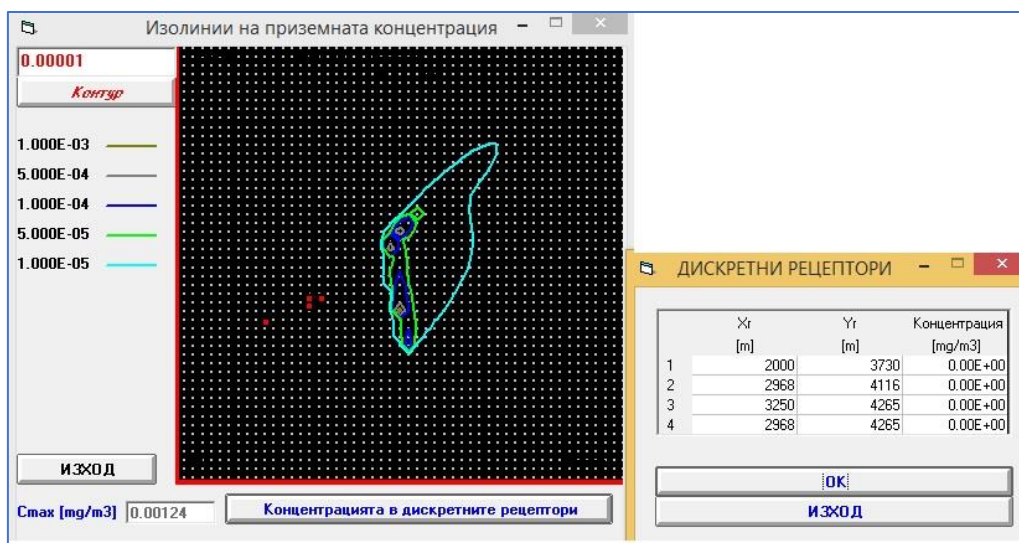 Изолинии на приземната концентрация
0.00001
Контур
1.000E-03
5.000E-04
1.000E-04
5.000E-05
1.000E-05
ИЗХОД
Cmax [mg/m3] 0.00124
Концентрацията в дискретните рецептори
ДИСКРЕТНИ РЕЦЕПТОРИ
Xr Yr Концентрация
[m] [m] [mg/m3]
1 2000 3730 0.00E+00
2 2968 4116 0.00E+00
3 3250 4265 0.00E+00
4 2968 4265 0.00E+00
OK
ИЗХОД